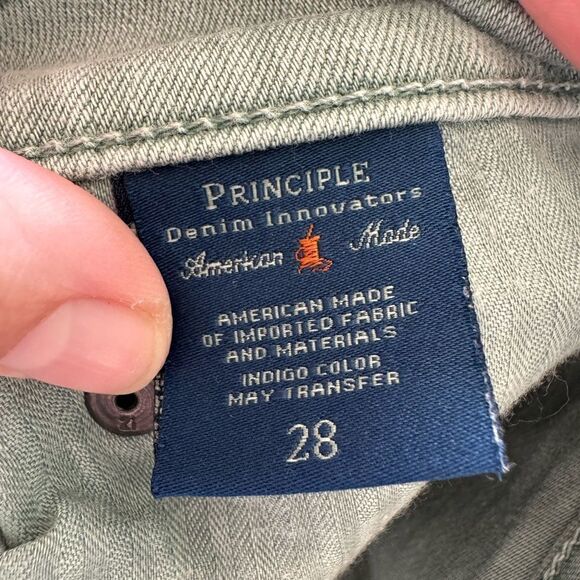 PRINCIPLE
Denim Innovators
American Made
AMERICAN MADE
OF IMPORTED FABRIC
AND MATERIALS
INDIGO COLOR
MAY TRANSFER
28